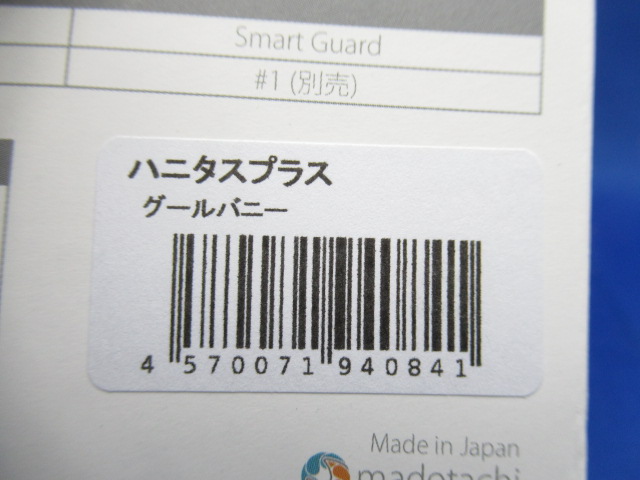 Smart Guard
#1 (別売)
ハニタスプラス
グールバニー
4 570071 940841
Made in Japan
madotachi